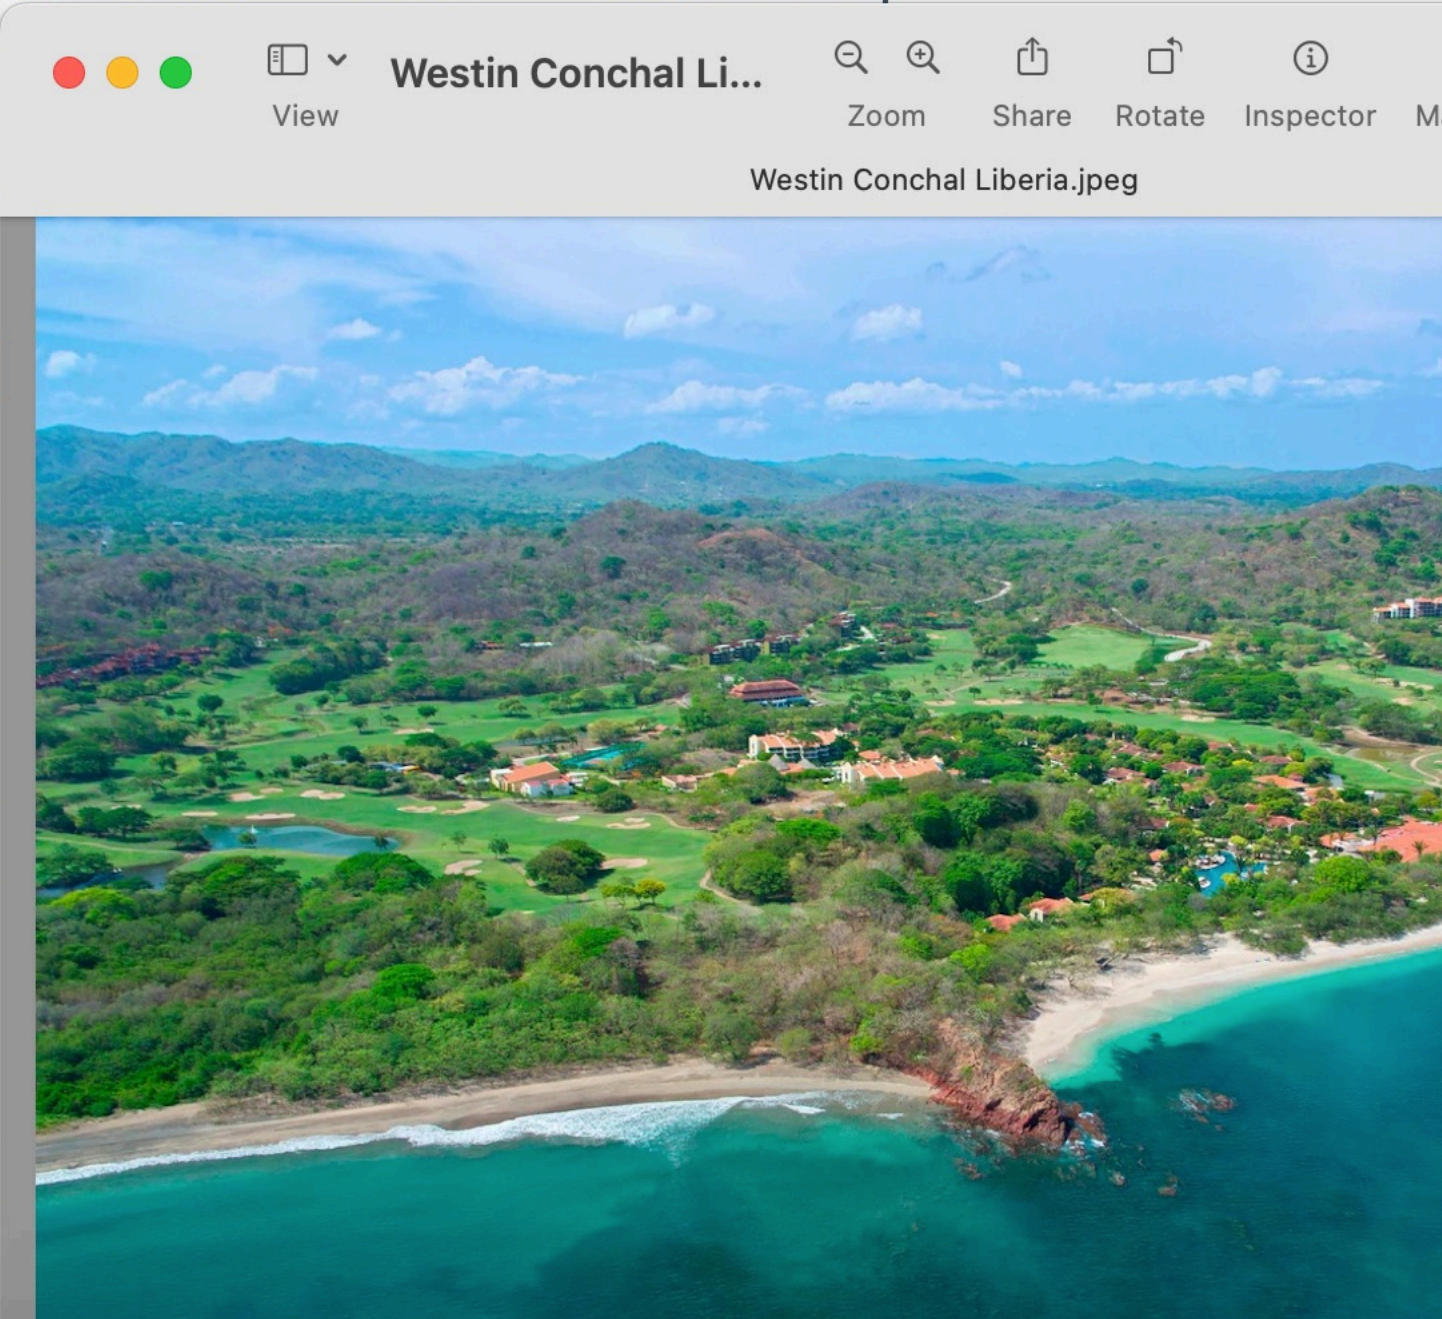 Westin Conchal Li...
View
Zoom
Share
Rotate
Inspector
Westin Conchal Liberia.jpeg